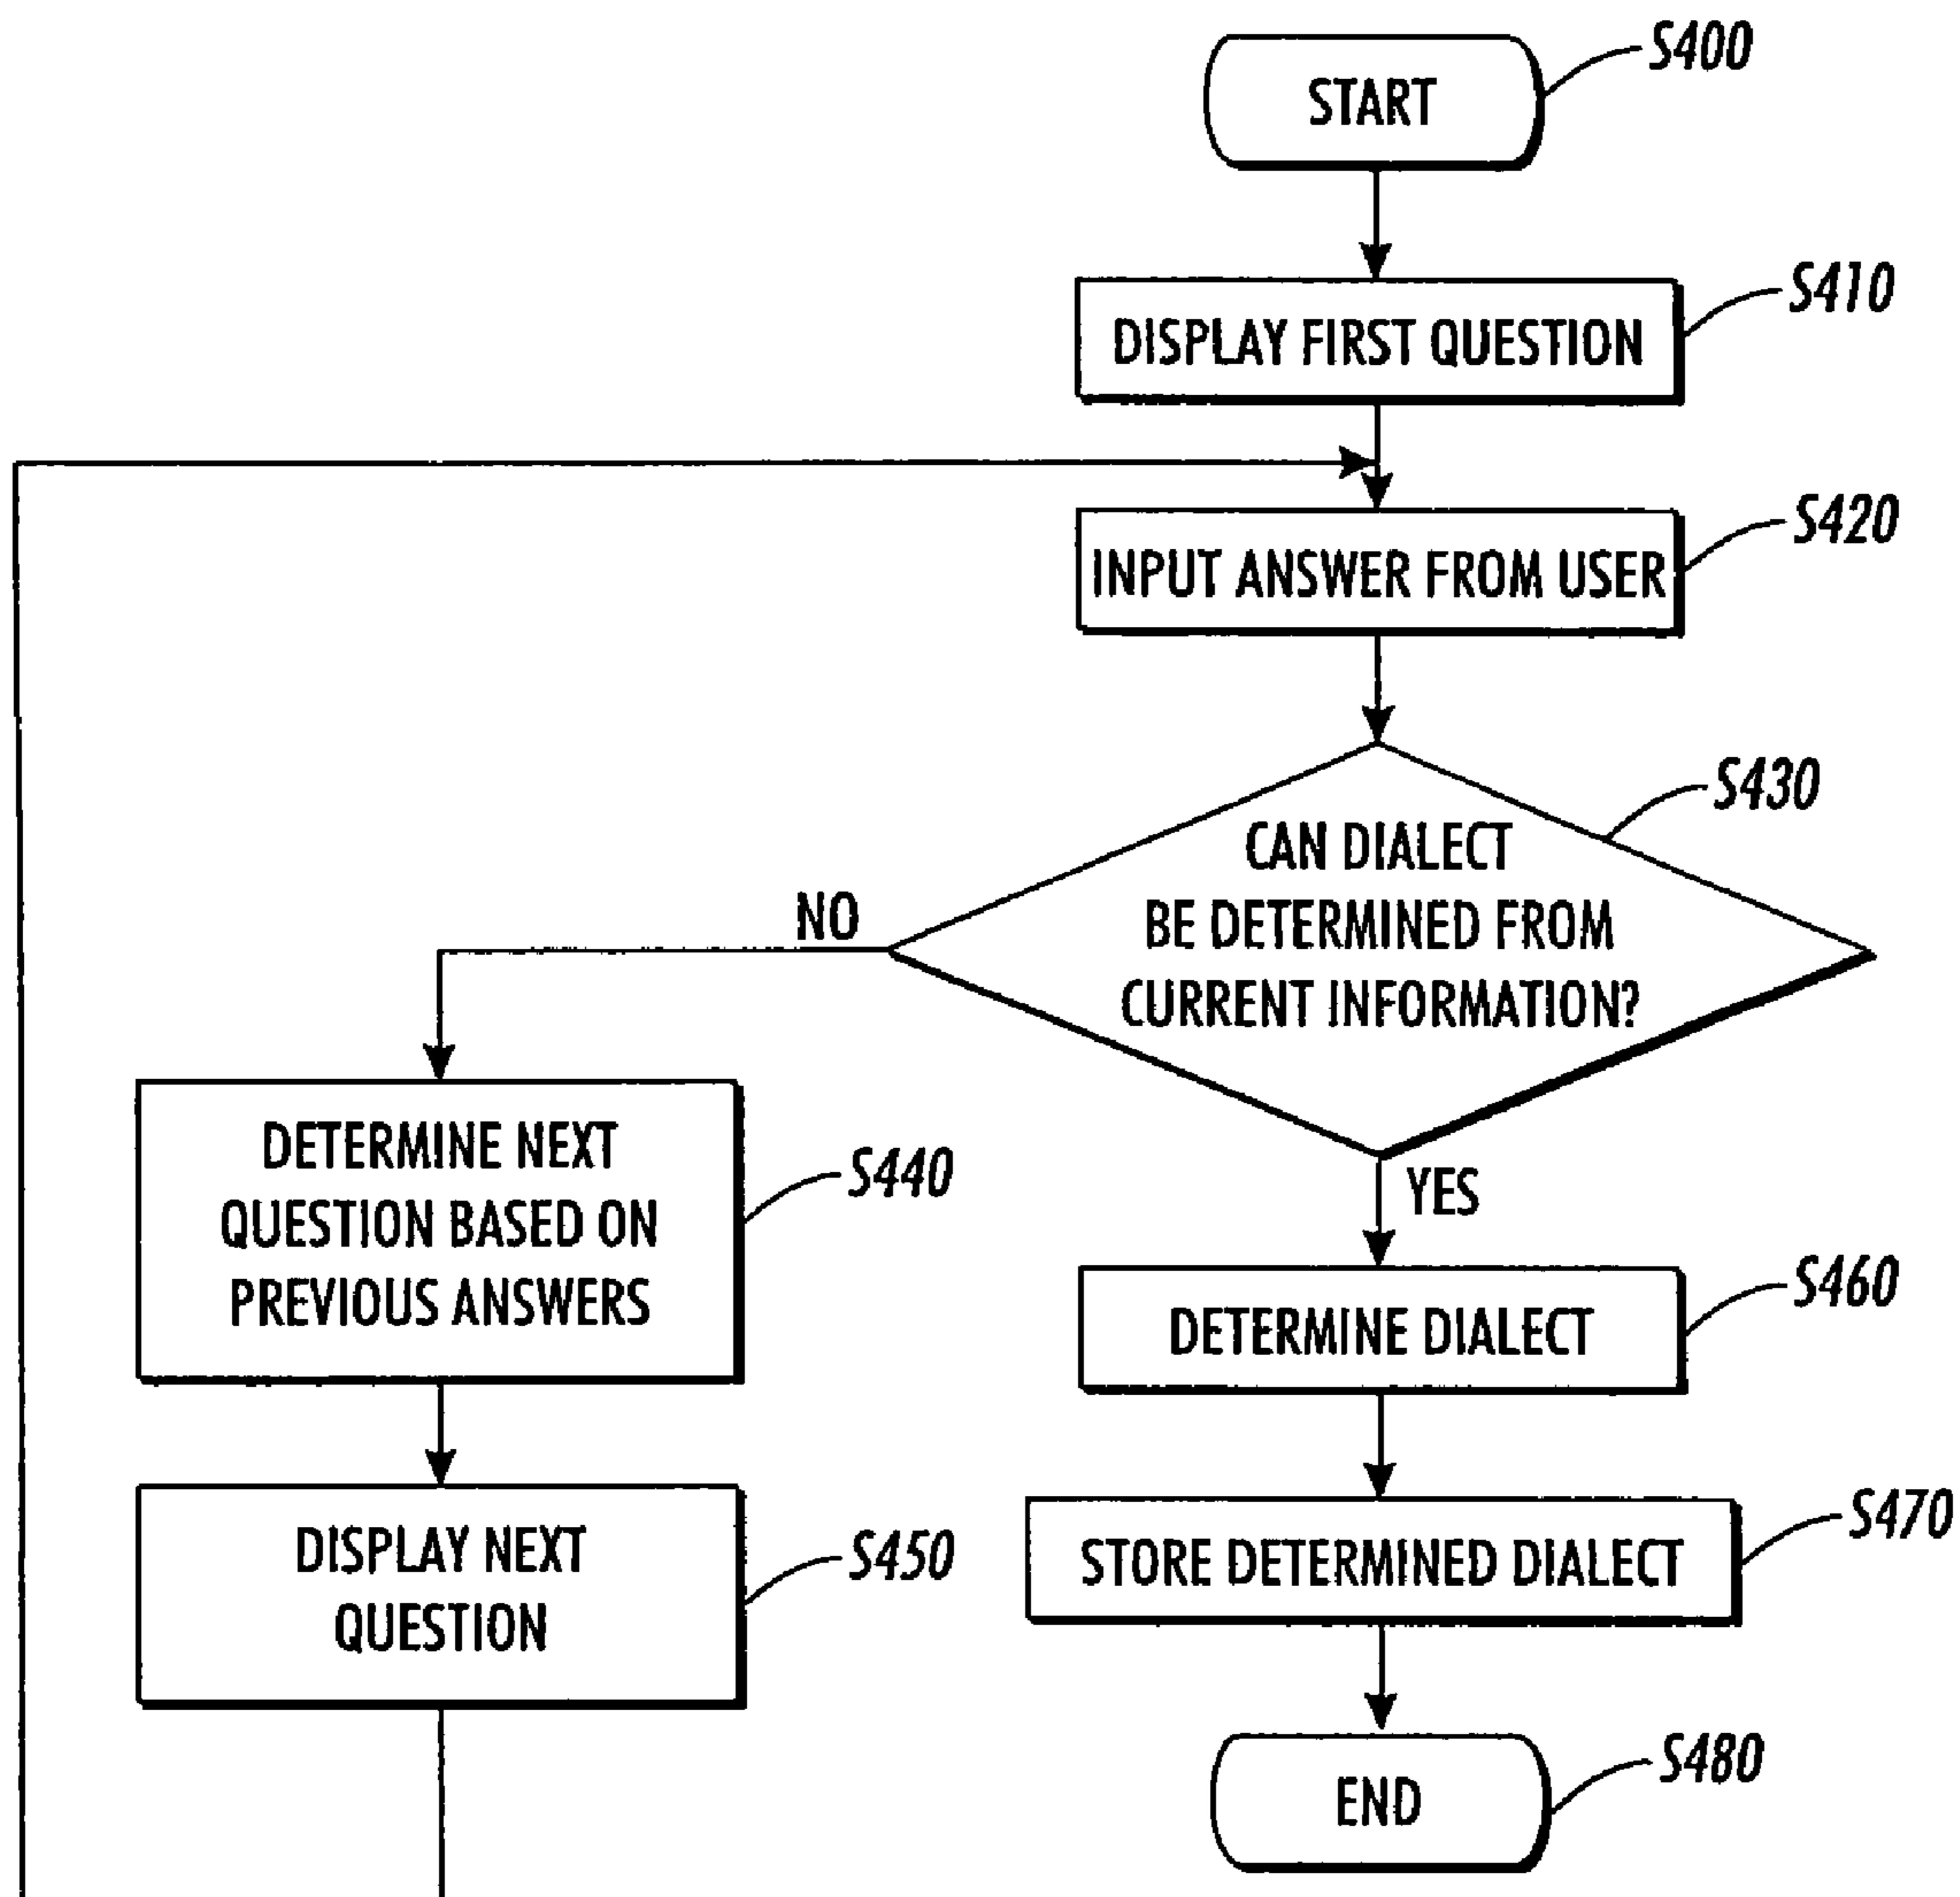 START
S400
DISPLAY FIRST QUESTION
S410
INPUT ANSWER FROM USER
S420
CAN DIALECT
BE DETERMINED FROM
CURRENT INFORMATION?
S430
NO
YES
DETERMINE NEXT
QUESTION BASED ON
PREVIOUS ANSWERS
S440
DISPLAY NEXT
QUESTION
S450
DETERMINE DIALECT
S460
STORE DETERMINED DIALECT
S470
END
S480